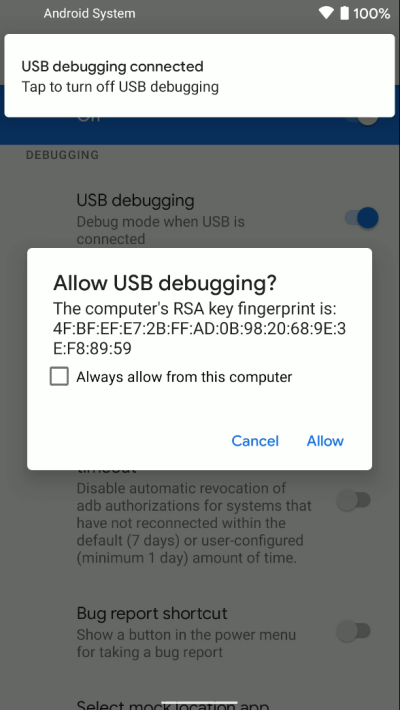 Android System
100%
USB debugging connected
Tap to turn off USB debugging
DEBUGGING
USB debugging
Debug mode when USB is
connected
Allow USB debugging?
The computer's RSA key fingerprint is:
4F:BF:EF:E7:2B:FF:AD:0B:98:20:68:9E:3
E:F8:89:59
Always allow from this computer
Cancel
Allow
timeout
Disable automatic revocation of
adb authorizations for systems that
have not reconnected within the
default (7 days) or user-configured
(minimum 1 day) amount of time.
Bug report shortcut
Show a button in the power menu
for taking a bug report
Select mock location app